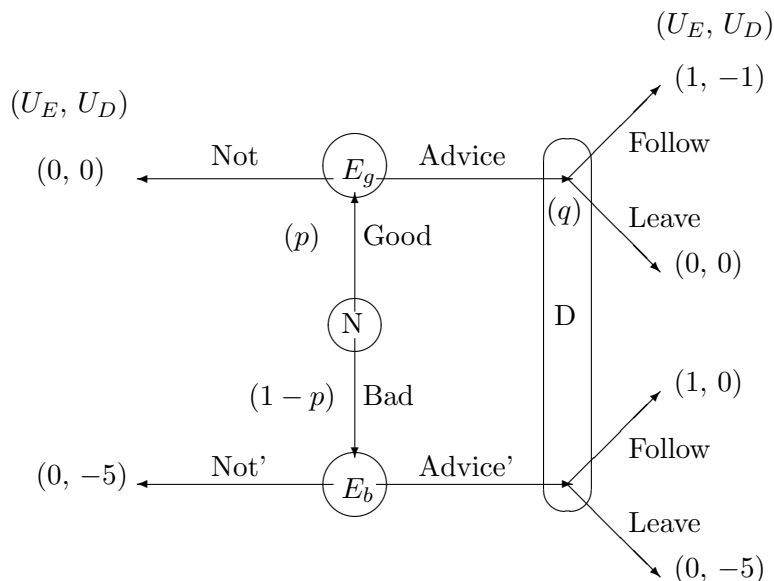 (U_E, U_D)
(1, −1)
(U_E, U_D)
Not
Advice
Follow
(0, 0)
E_g
(q)
Leave
(p)
Good
(0, 0)
N
D
(1 − p)
Bad
(1, 0)
Not'
Advice'
Follow
(0, −5)
E_b
Leave
(0, −5)